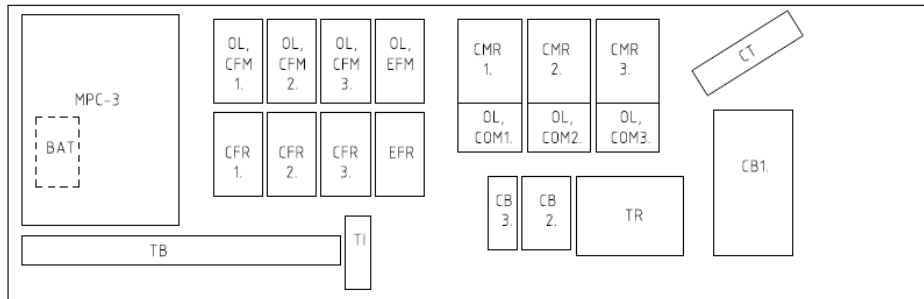 MPC-3
BAT
OL,
CFM
1.
OL,
CFM
2.
OL,
CFM
3.
OL,
EFM
CFR
1.
CFR
2.
CFR
3.
EFR
CMR
1.
CMR
2.
CMR
3.
OL,
COM1.
OL,
COM2.
OL,
COM3.
CT
CB1.
CB
3.
CB
2.
TR
TB
TI